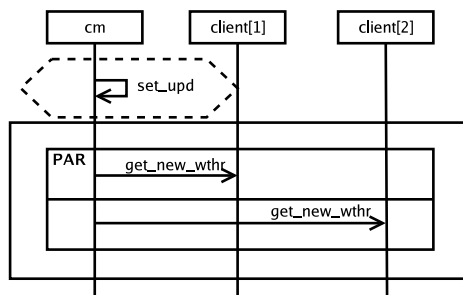 cm
client[1]
client[2]
set_upd
PAR
get_new_wthr
get_new_wthr